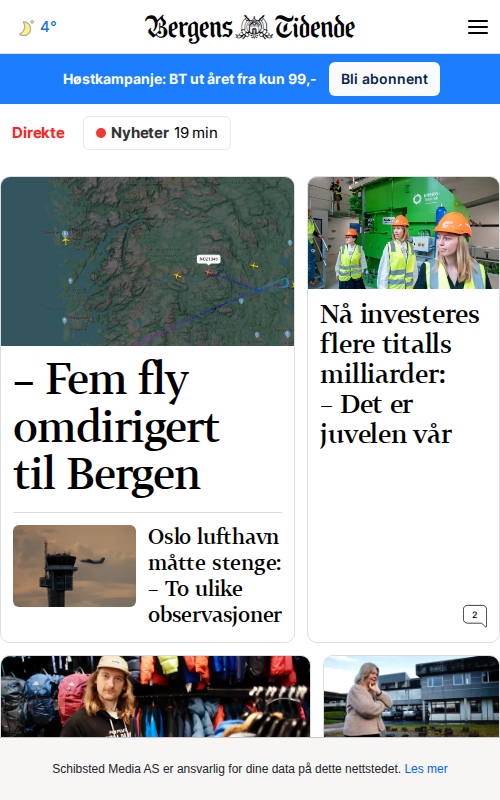 4°
Bergens Tidende
Høstkampanje: BT ut året fra kun 99,-
Bli abonnent
Direkte
Nyheter 19 min
– Fem fly
omdirigert
til Bergen
Oslo lufthavn
måtte stenge:
– To ulike
observasjoner
Nå investeres
flere titalls
milliarder:
– Det er
juvelen vår
2
Schibsted Media AS er ansvarlig for dine data på dette nettstedet. Les mer